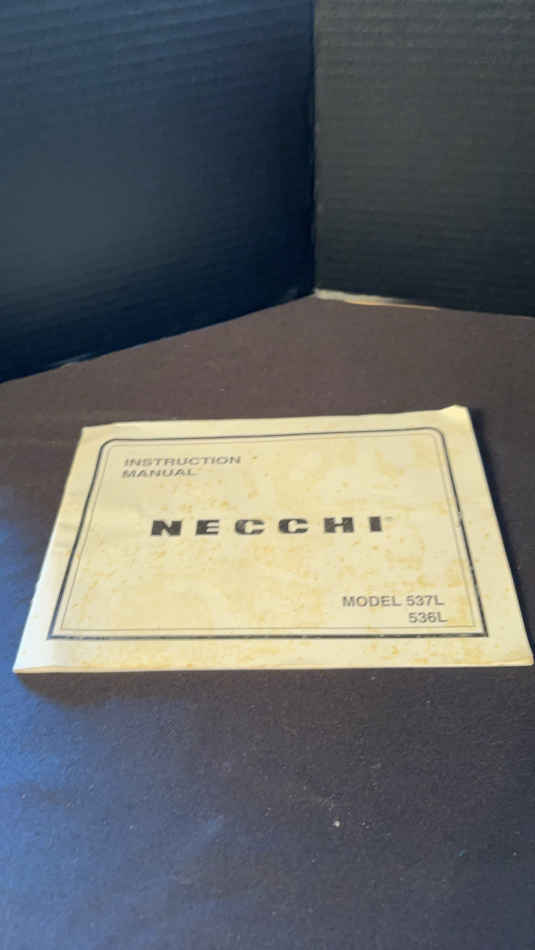 INSTRUCTION
MANUAL
NECCHI
MODEL 537L
536L